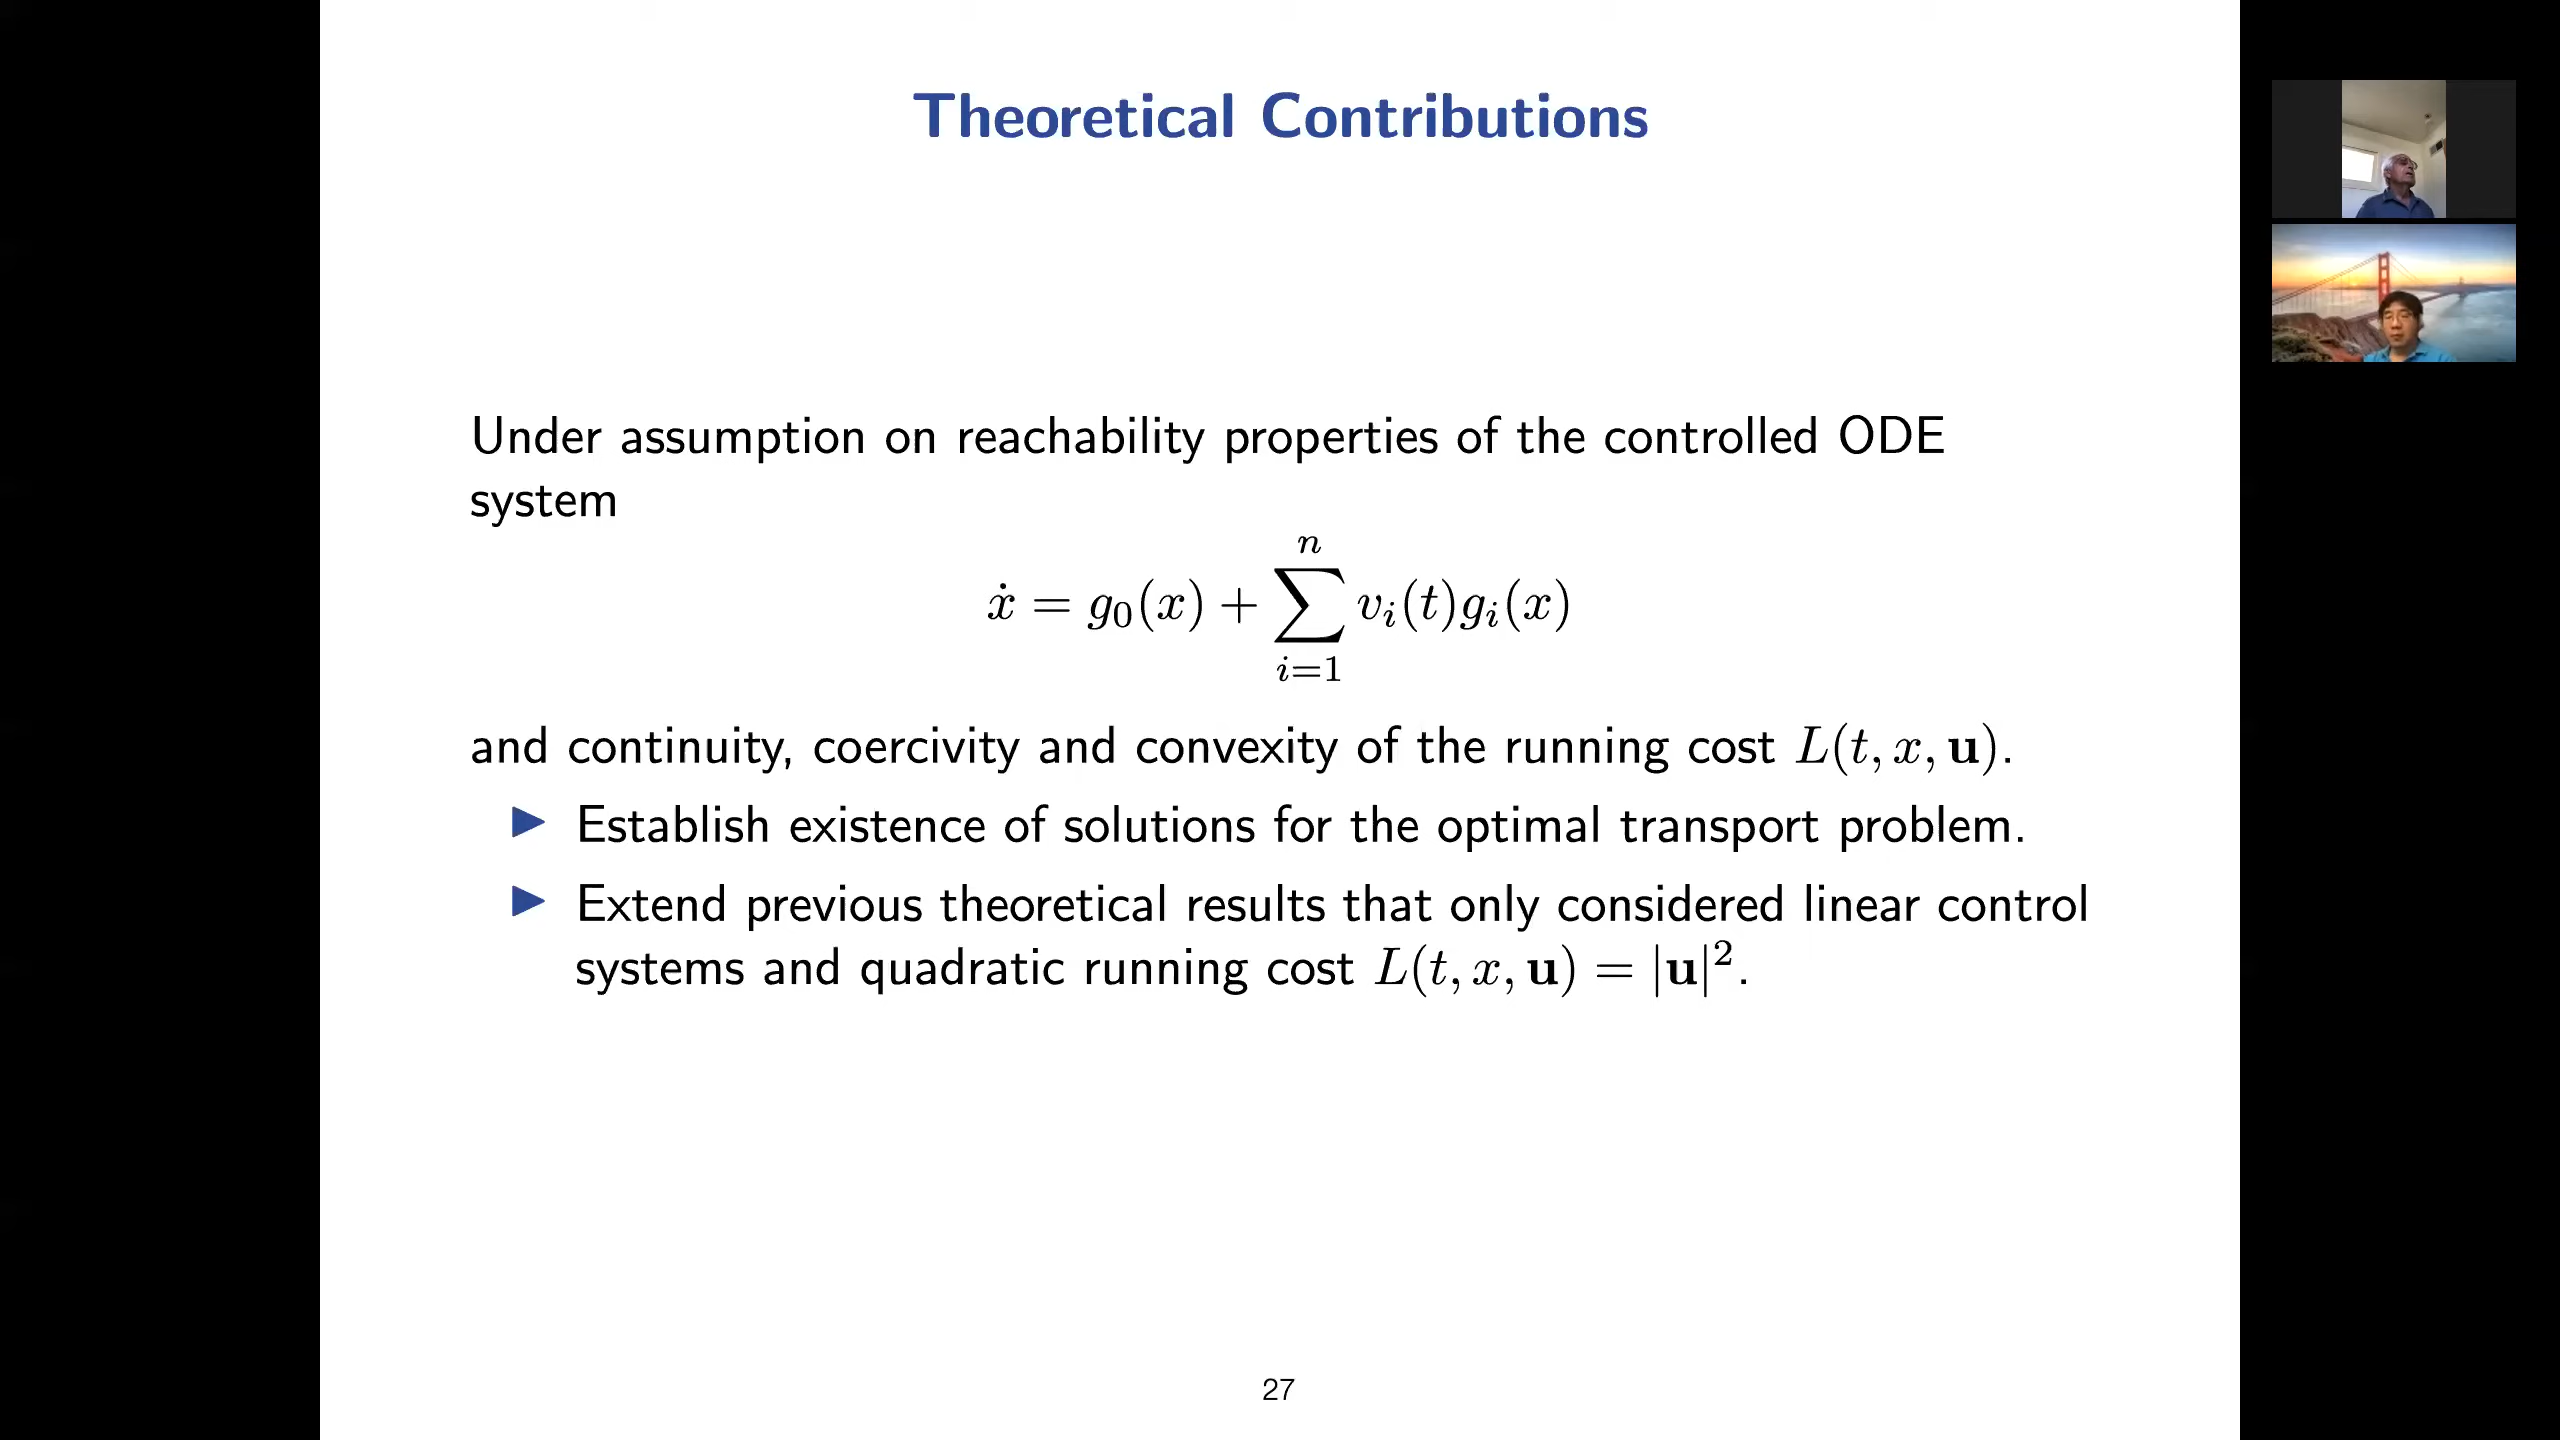 Theoretical Contributions
Under assumption on reachability properties of the controlled ODE
system
ẋ = g₀(x) + ∑ᵢ₌₁ⁿ vᵢ(t)gᵢ(x)
and continuity, coercivity and convexity of the running cost L(t, x, 𝐮).
▶ Establish existence of solutions for the optimal transport problem.
▶ Extend previous theoretical results that only considered linear control
systems and quadratic running cost L(t, x, 𝐮) = |𝐮|².
27